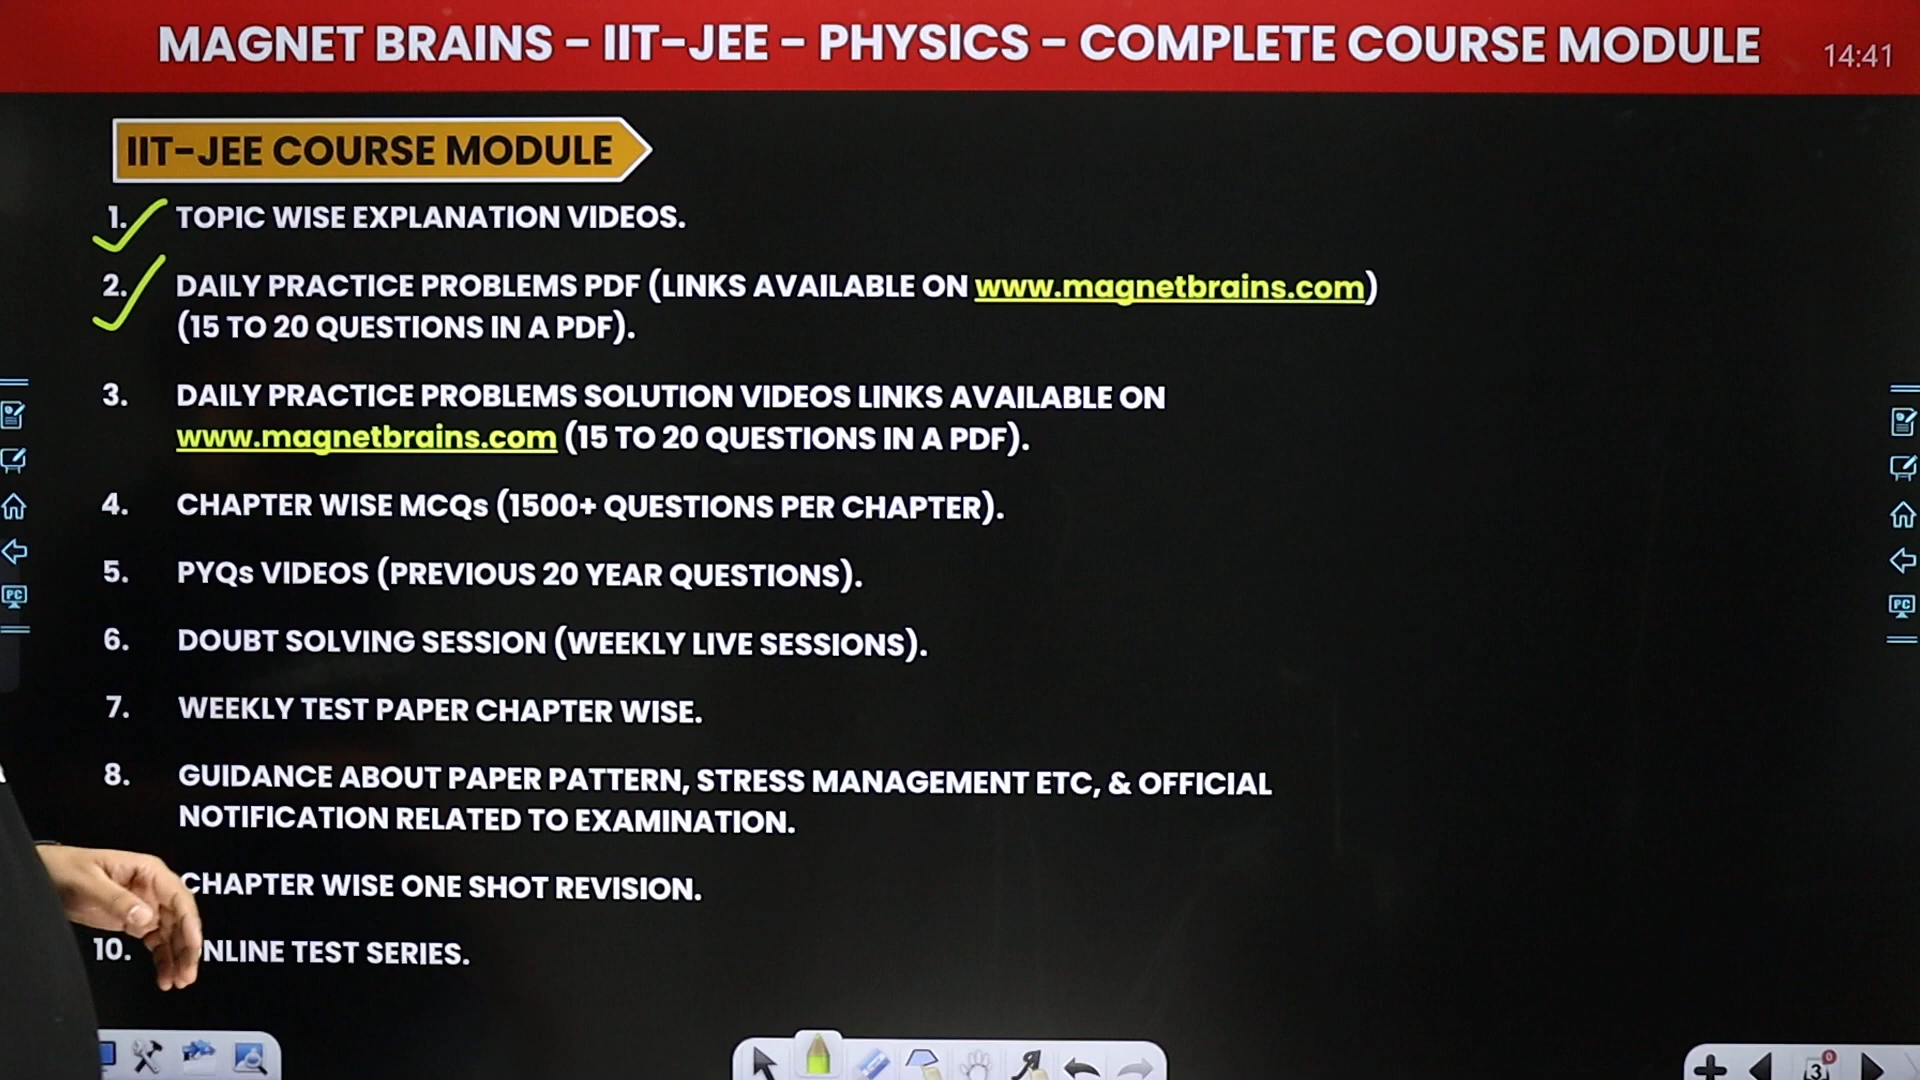 MAGNET BRAINS – IIT-JEE – PHYSICS – COMPLETE COURSE MODULE
14:41
IIT-JEE COURSE MODULE
1. TOPIC WISE EXPLANATION VIDEOS.
2. DAILY PRACTICE PROBLEMS PDF (LINKS AVAILABLE ON www.magnetbrains.com)
(15 TO 20 QUESTIONS IN A PDF).
3. DAILY PRACTICE PROBLEMS SOLUTION VIDEOS LINKS AVAILABLE ON
www.magnetbrains.com (15 TO 20 QUESTIONS IN A PDF).
4. CHAPTER WISE MCQs (1500+ QUESTIONS PER CHAPTER).
5. PYQs VIDEOS (PREVIOUS 20 YEAR QUESTIONS).
6. DOUBT SOLVING SESSION (WEEKLY LIVE SESSIONS).
7. WEEKLY TEST PAPER CHAPTER WISE.
8. GUIDANCE ABOUT PAPER PATTERN, STRESS MANAGEMENT ETC, & OFFICIAL
NOTIFICATION RELATED TO EXAMINATION.
CHAPTER WISE ONE SHOT REVISION.
10. NLINE TEST SERIES.
PC
PC
3
0